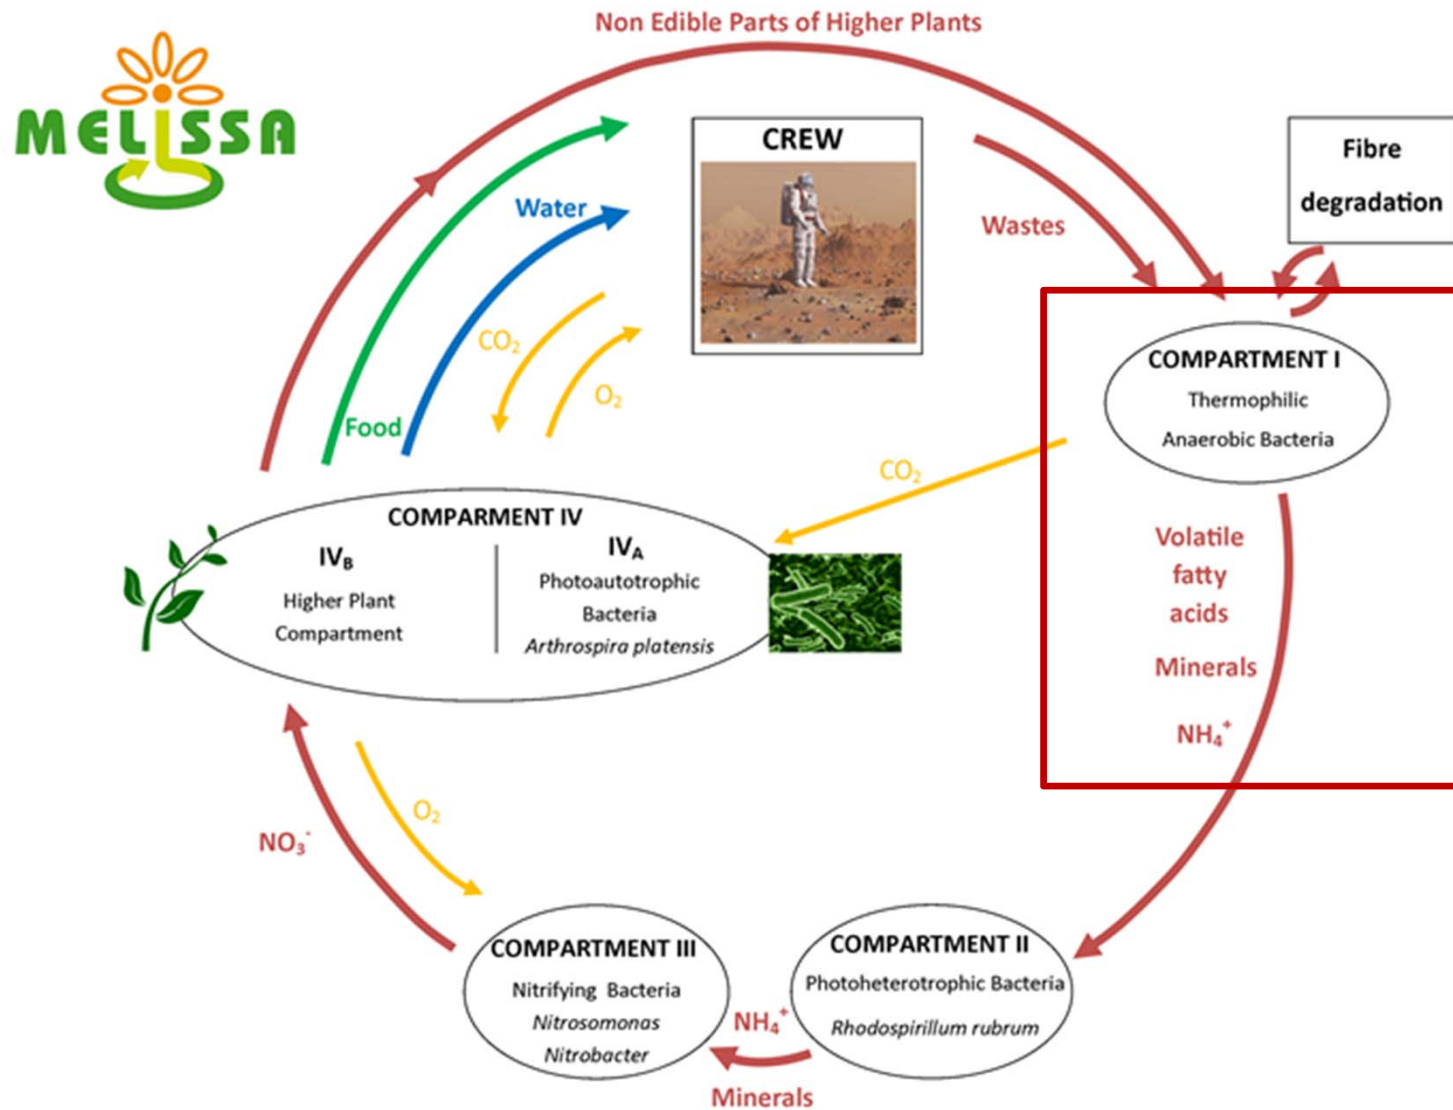 Non Edible Parts of Higher Plants
MELiSSA
CREW
Fibre
degradation
Water
Wastes
CO₂
O₂
Food
COMPARTMENT I
Thermophilic
Anaerobic Bacteria
CO₂
COMPARMENT IV
IV_B
Higher Plant
Compartment
IV_A
Photoautotrophic
Bacteria
Arthrospira platensis
Volatile
fatty
acids
Minerals
NH₄⁺
O₂
NO₃⁻
COMPARTMENT III
Nitrifying Bacteria
Nitrosomonas
Nitrobacter
COMPARTMENT II
Photoheterotrophic Bacteria
Rhodospirillum rubrum
NH₄⁺
Minerals